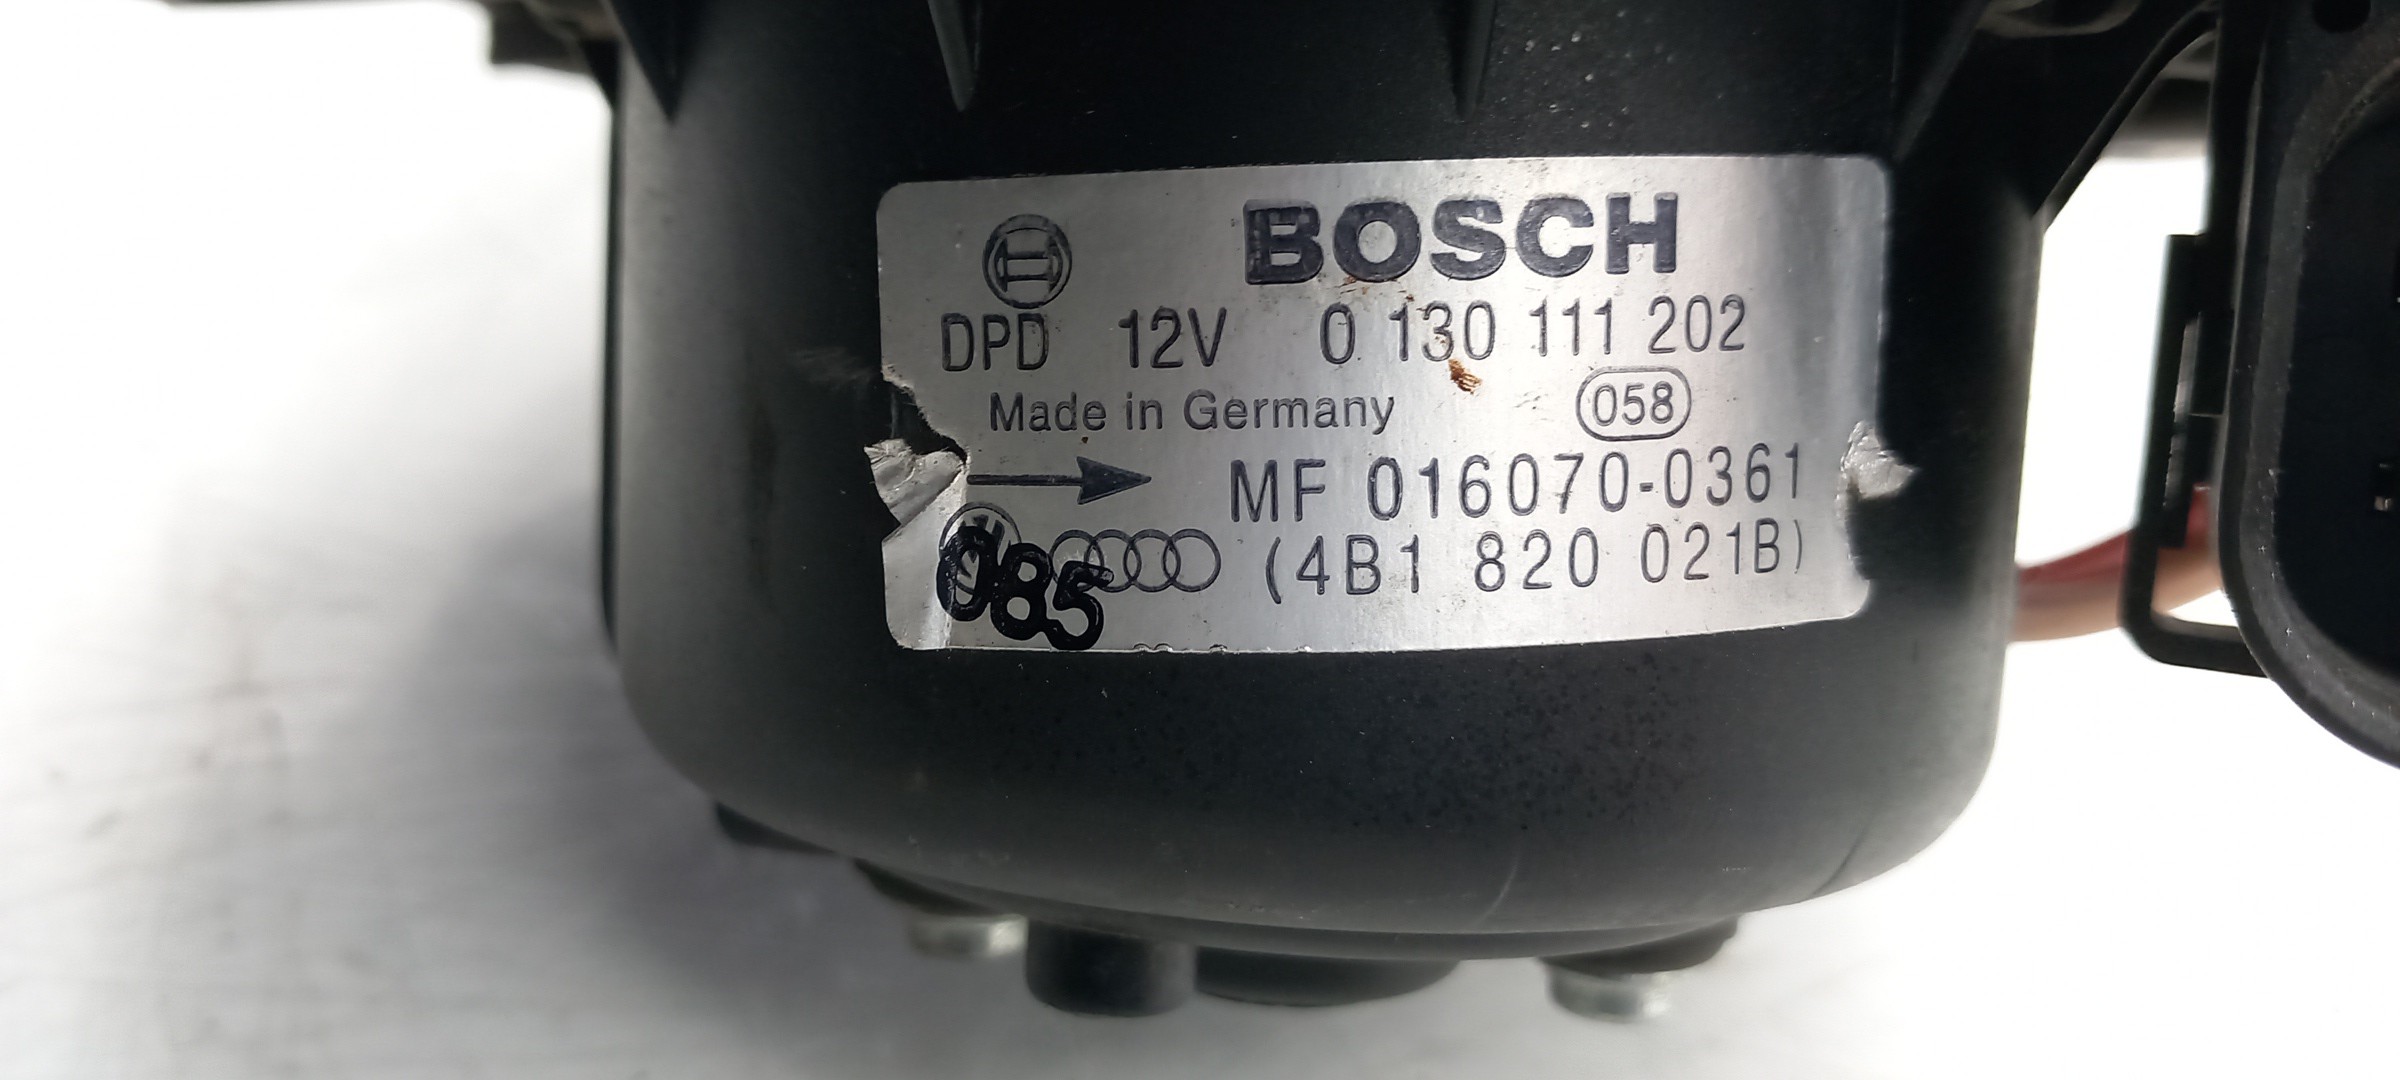 BOSCH
DPD 12V 0 130 111 202
Made in Germany 058
MF 016070-0361
(4B1 820 021B)
085